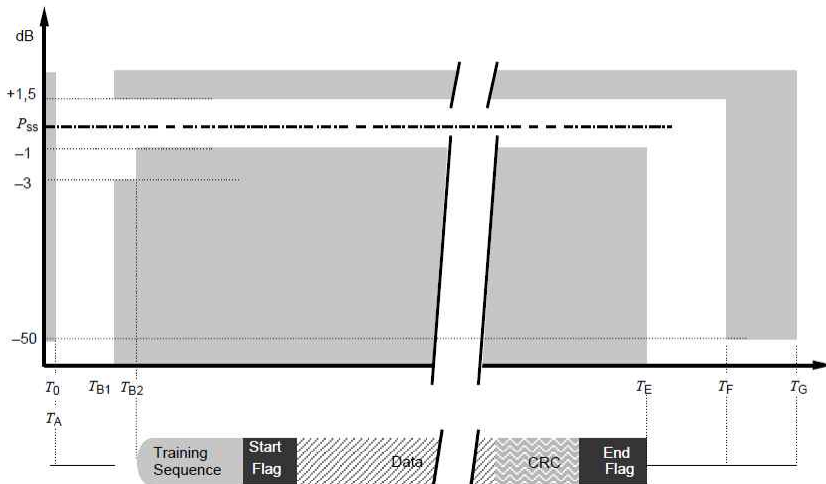 dB
+1,5
Pss
–1
–3
–50
T0 TB1 TB2 TE TF TG
TA
Training Sequence
Start Flag
Data
CRC
End Flag